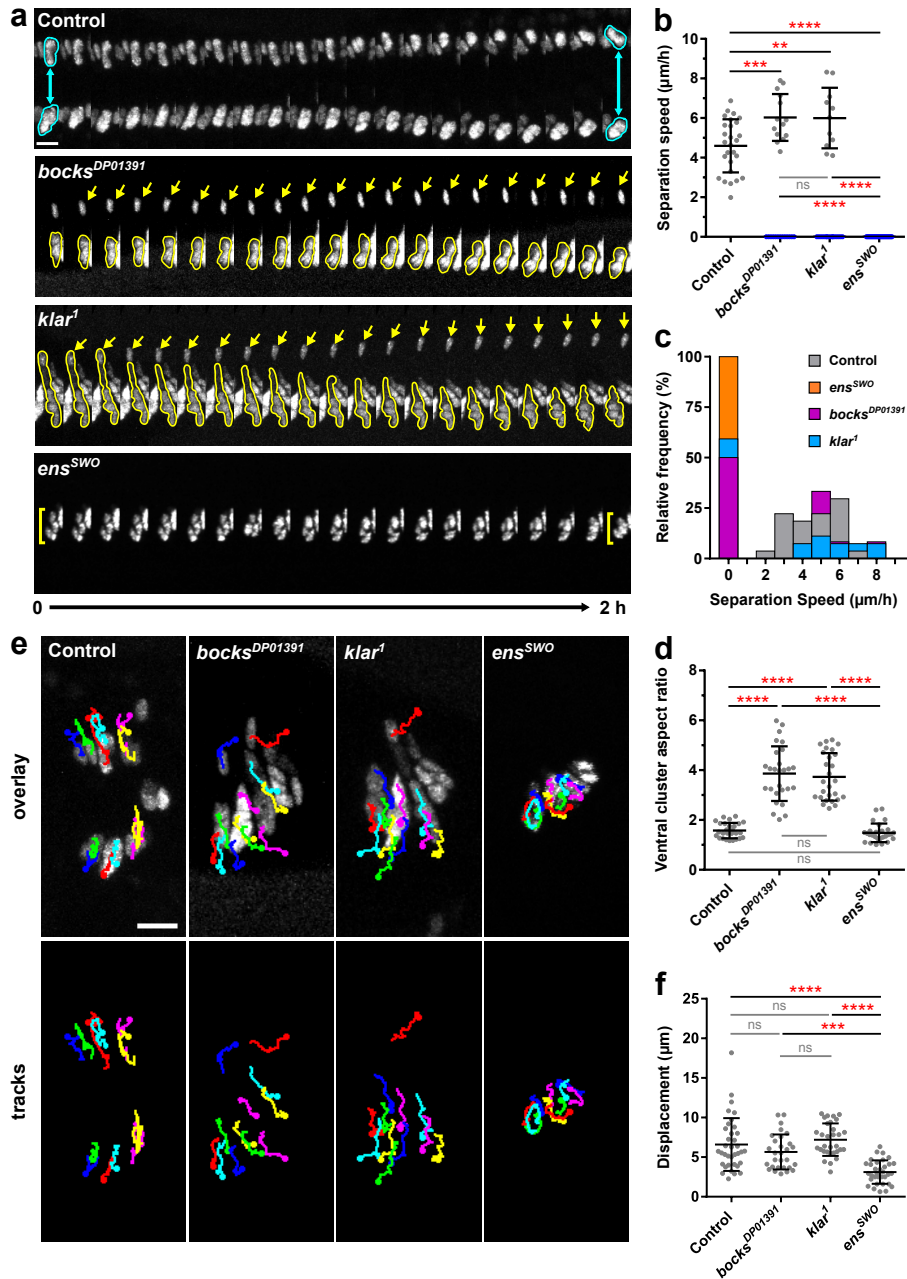 a
Control
bocks^DP01391
klar^1
ens^SWO
0
2 h
b
Separation speed (µm/h)
10
8
6
4
2
0
****
**
***
ns
****
****
Control
bocks^DP01391
klar^1
ens^SWO
c
Relative frequency (%)
100
75
50
25
0
Control
ens^SWO
bocks^DP01391
klar^1
0 2 4 6 8
Separation Speed (µm/h)
d
Ventral cluster aspect ratio
8
6
4
2
0
**** ****
**** ****
ns
ns
Control
bocks^DP01391
klar^1
ens^SWO
e
Control
bocks^DP01391
klar^1
ens^SWO
overlay
tracks
f
Displacement (µm)
25
20
15
10
5
0
****
ns ****
ns ***
ns
Control
bocks^DP01391
klar^1
ens^SWO